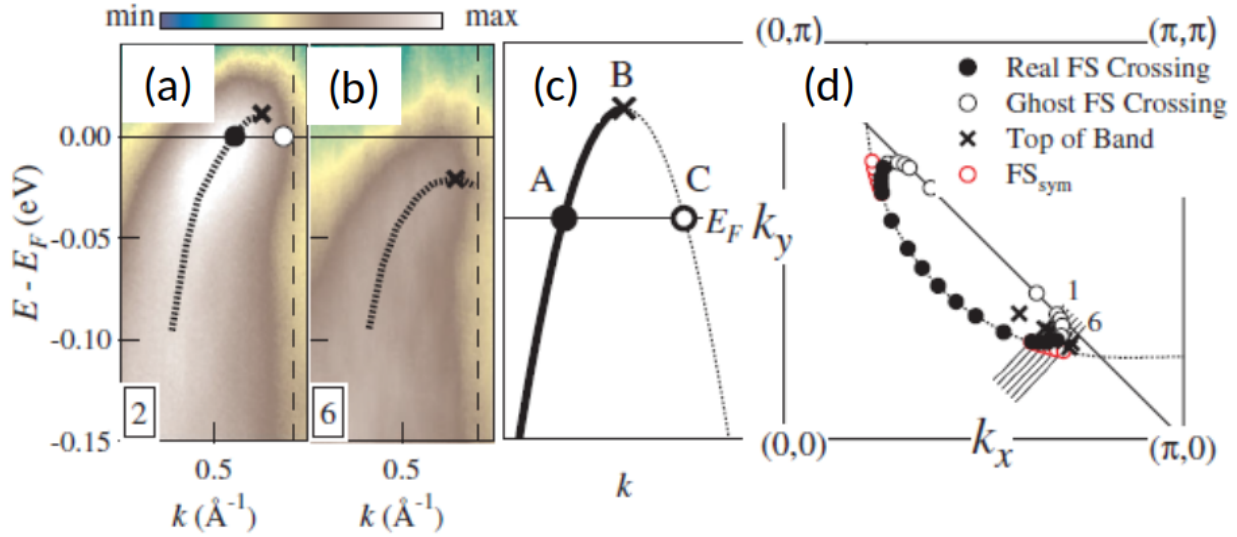 min max
(a)
(b)
(c)
(d)
E - E_F (eV)
0.00
-0.05
-0.10
-0.15
2
6
0.5
0.5
k (Å⁻¹)
k (Å⁻¹)
A
B
C
E_F
k
(0,π)
(π,π)
Real FS Crossing
Ghost FS Crossing
Top of Band
FS_sym
1
6
k_y
(0,0)
k_x
(π,0)